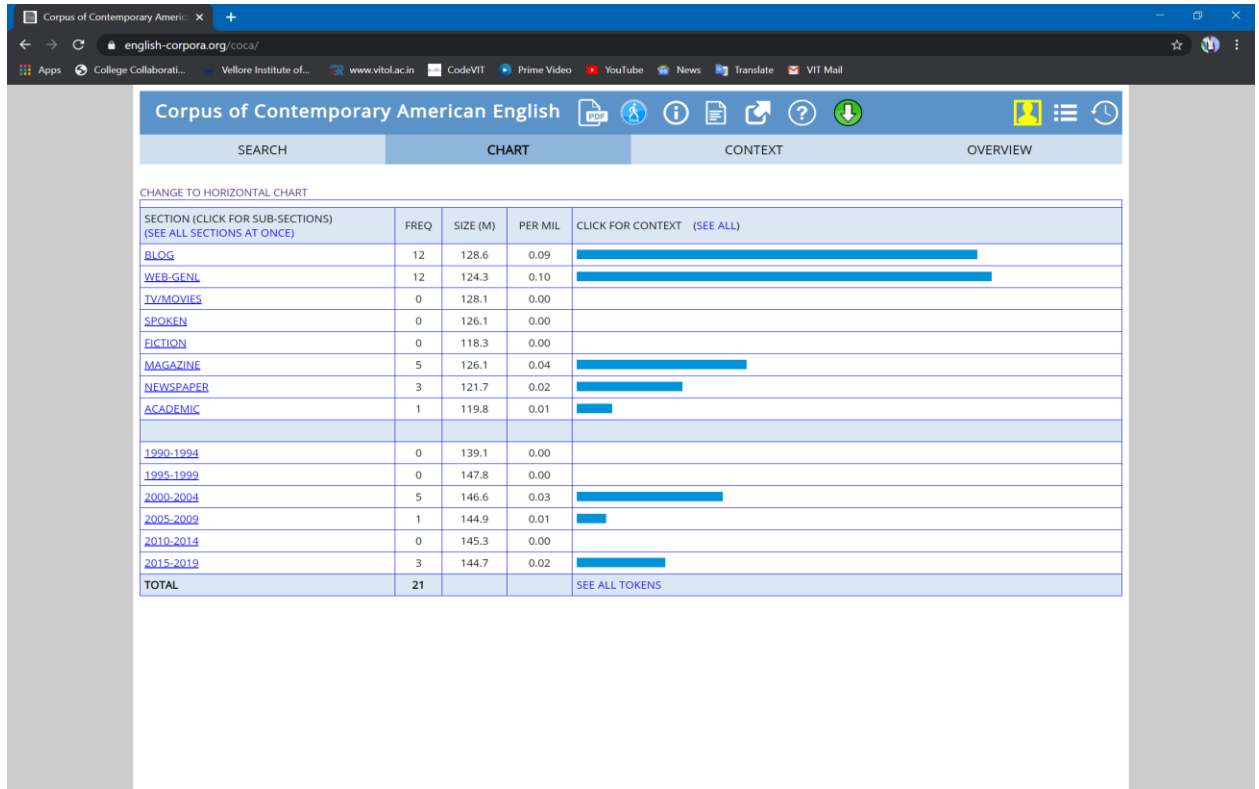 Corpus of Contemporary Americ
english-corpora.org/coca/
Apps College Collaborati... Vellore Institute of... www.vitol.ac.in CodeVIT Prime Video YouTube News Translate VIT Mail
Corpus of Contemporary American English PDF
SEARCH CHART CONTEXT OVERVIEW
CHANGE TO HORIZONTAL CHART
SECTION (CLICK FOR SUB-SECTIONS) (SEE ALL SECTIONS AT ONCE) FREQ SIZE (M) PER MIL CLICK FOR CONTEXT (SEE ALL)
BLOG 12 128.6 0.09
WEB-GENL 12 124.3 0.10
TV/MOVIES 0 128.1 0.00
SPOKEN 0 126.1 0.00
FICTION 0 118.3 0.00
MAGAZINE 5 126.1 0.04
NEWSPAPER 3 121.7 0.02
ACADEMIC 1 119.8 0.01
1990-1994 0 139.1 0.00
1995-1999 0 147.8 0.00
2000-2004 5 146.6 0.03
2005-2009 1 144.9 0.01
2010-2014 0 145.3 0.00
2015-2019 3 144.7 0.02
TOTAL 21 SEE ALL TOKENS